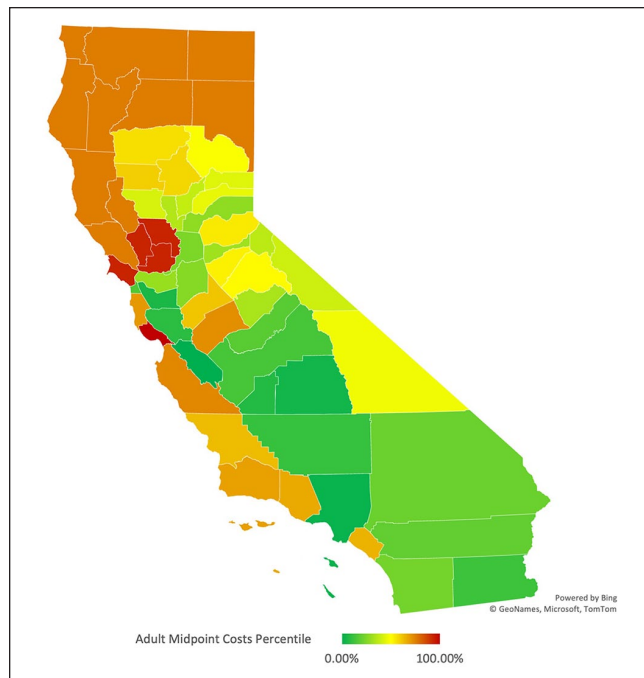 Powered by Bing
© GeoNames, Microsoft, TomTom
Adult Midpoint Costs Percentile
0.00% 100.00%